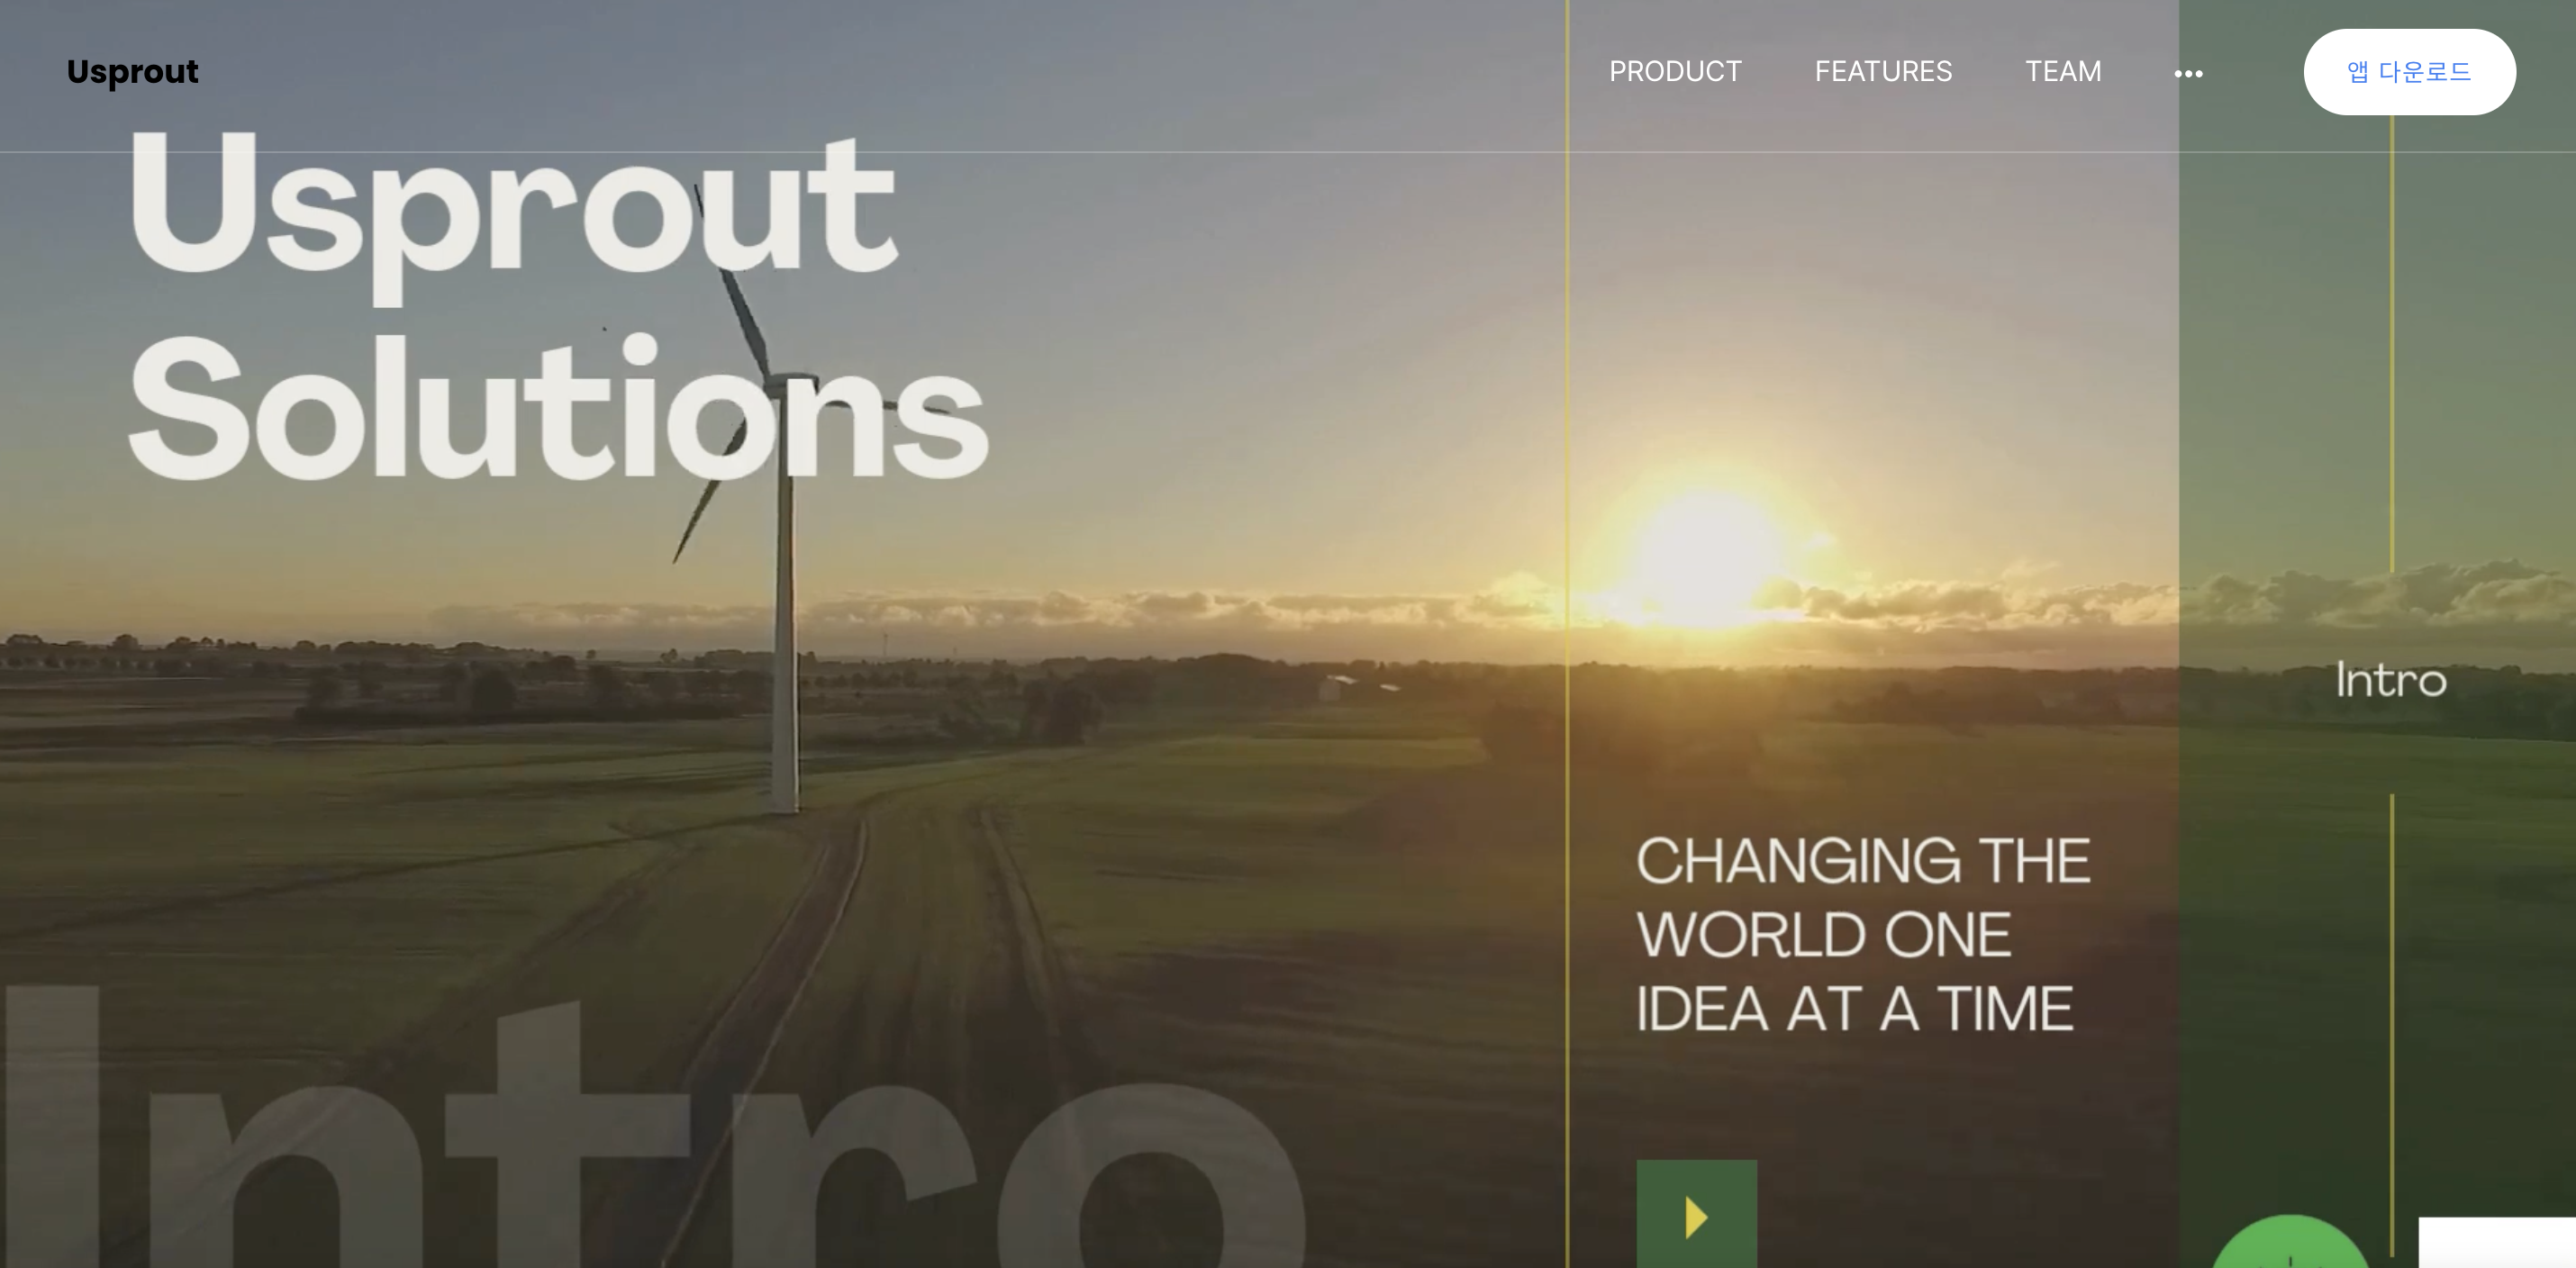 Usprout
PRODUCT FEATURES TEAM ••• 앱 다운로드
Usprout
Solutions
Intro
CHANGING THE
WORLD ONE
IDEA AT A TIME
Intro